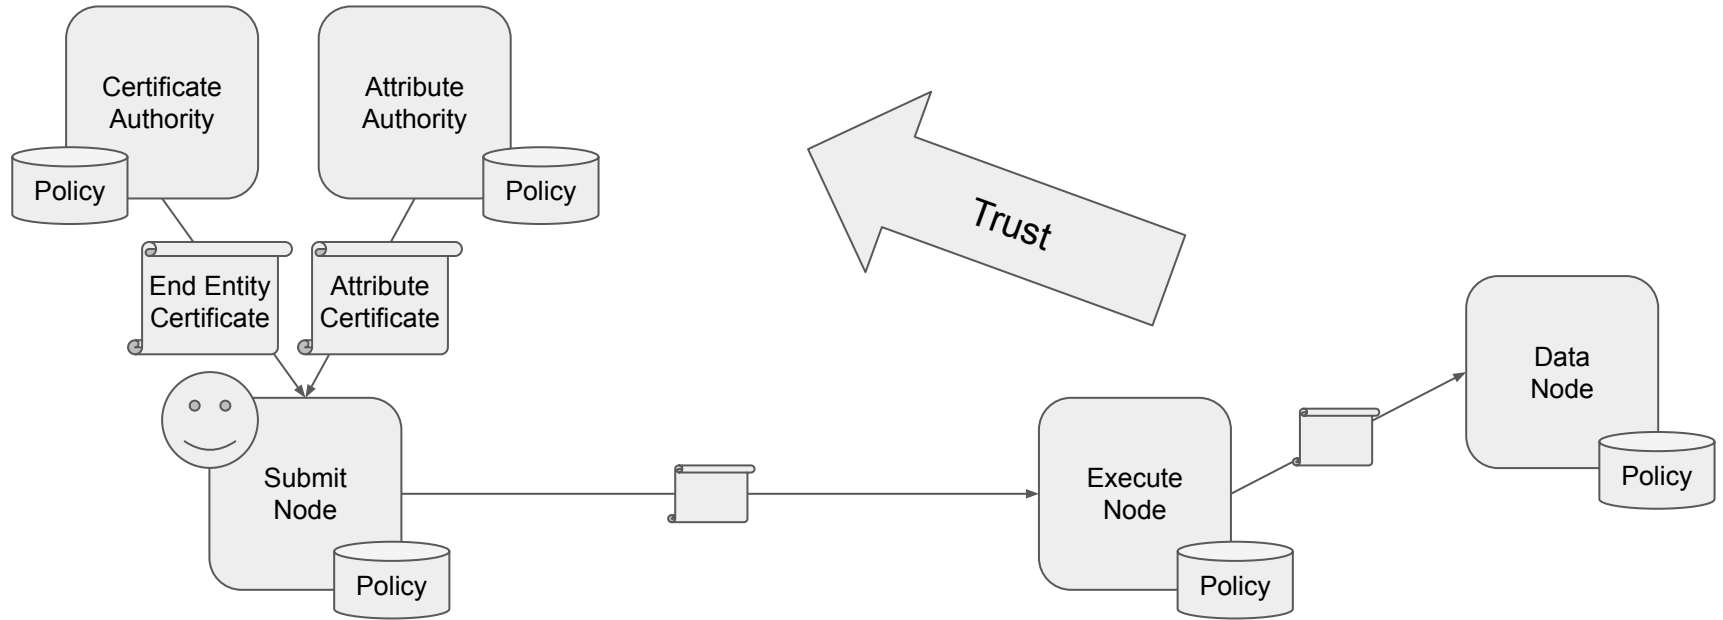 Certificate
Authority
Policy
Attribute
Authority
Policy
End Entity
Certificate
Attribute
Certificate
Trust
Submit
Node
Policy
Execute
Node
Policy
Data
Node
Policy